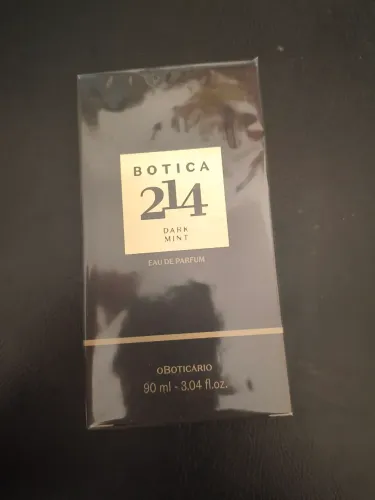 BOTICA
214
DARK
MINT
EAU DE PARFUM
oBOTICÁRIO
90 ml - 3.04 fl.oz.